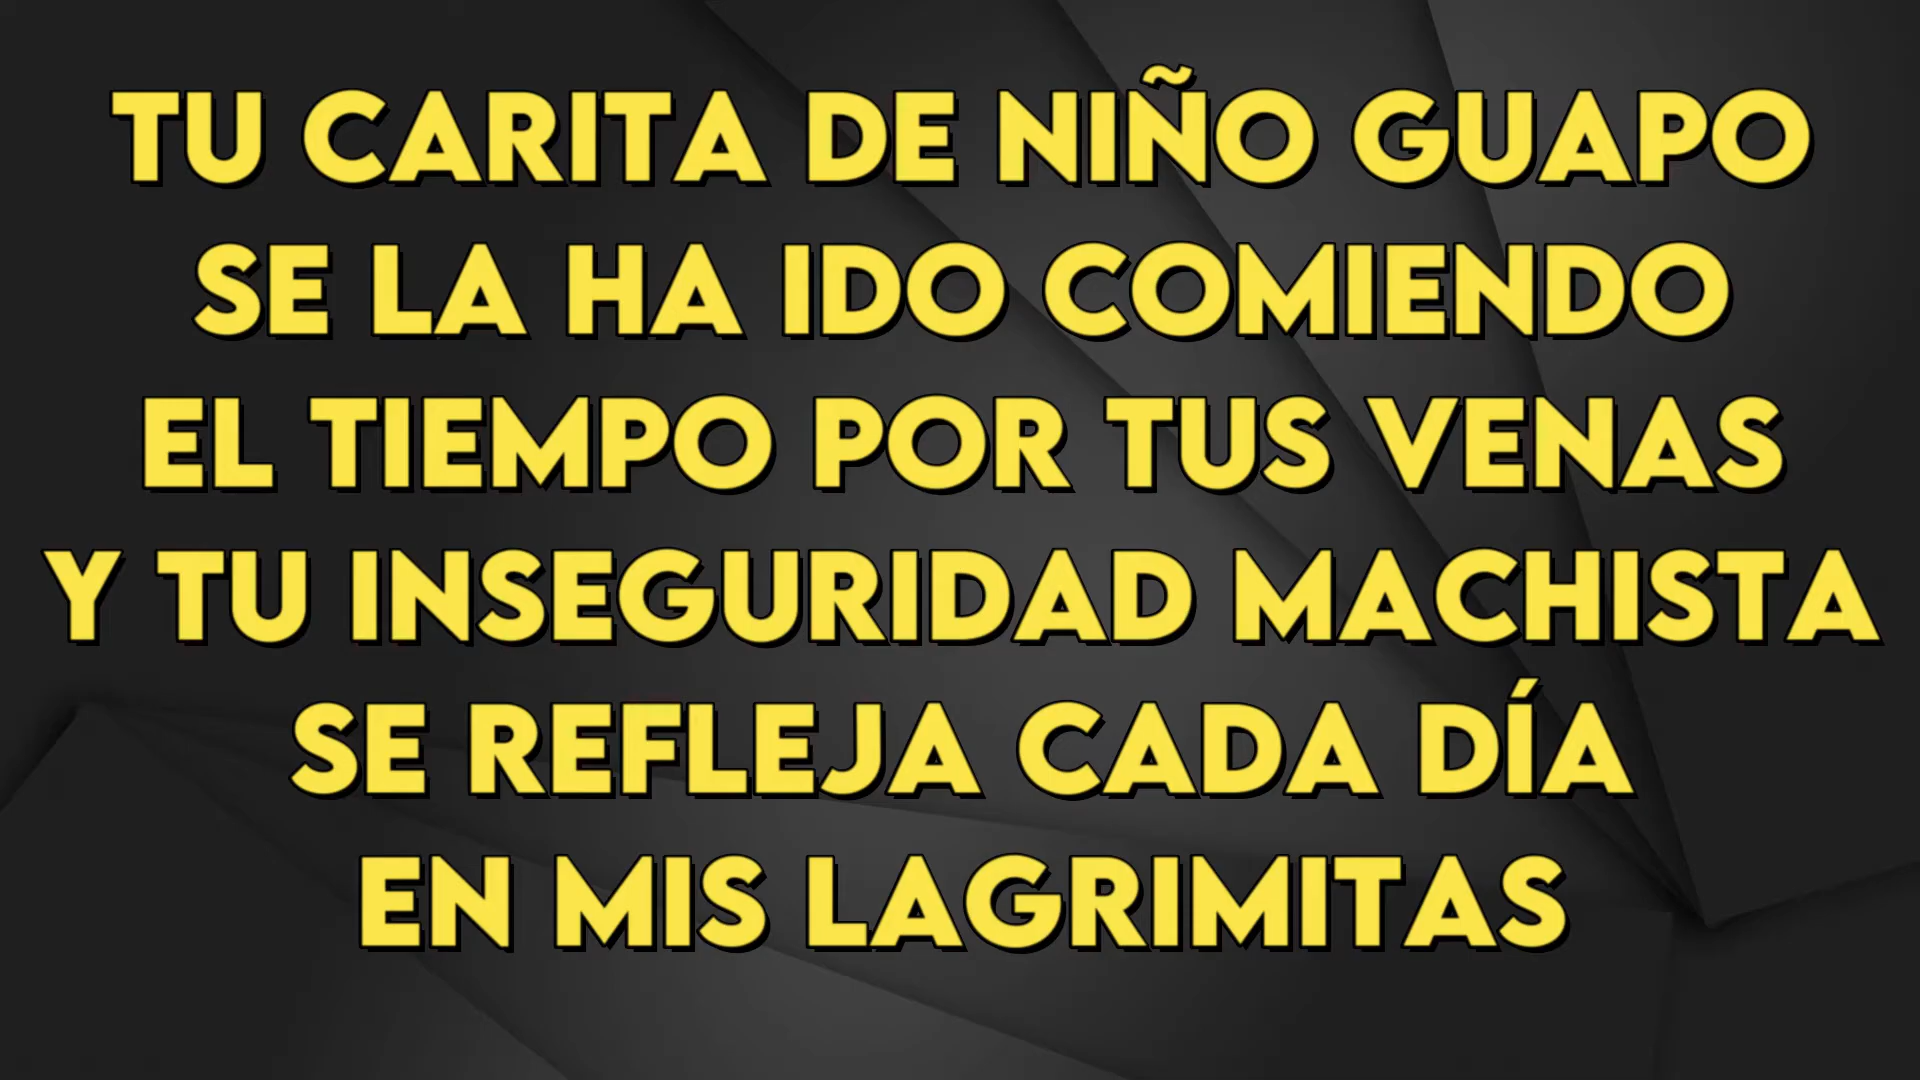 TU CARITA DE NIÑO GUAPO
SE LA HA IDO COMIENDO
EL TIEMPO POR TUS VENAS
Y TU INSEGURIDAD MACHISTA
SE REFLEJA CADA DÍA
EN MIS LAGRIMITAS